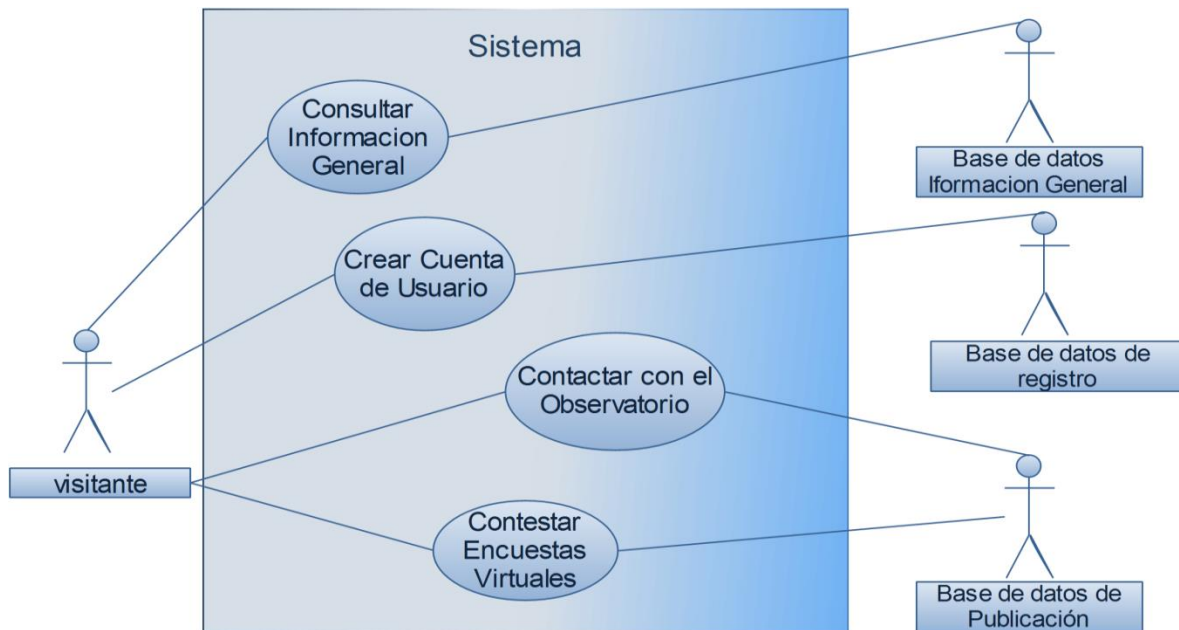 Sistema
Consultar
Informacion
General
Base de datos
Iformacion General
Crear Cuenta
de Usuario
Base de datos de
registro
Contactar con el
Observatorio
visitante
Contestar
Encuestas
Virtuales
Base de datos de
Publicación